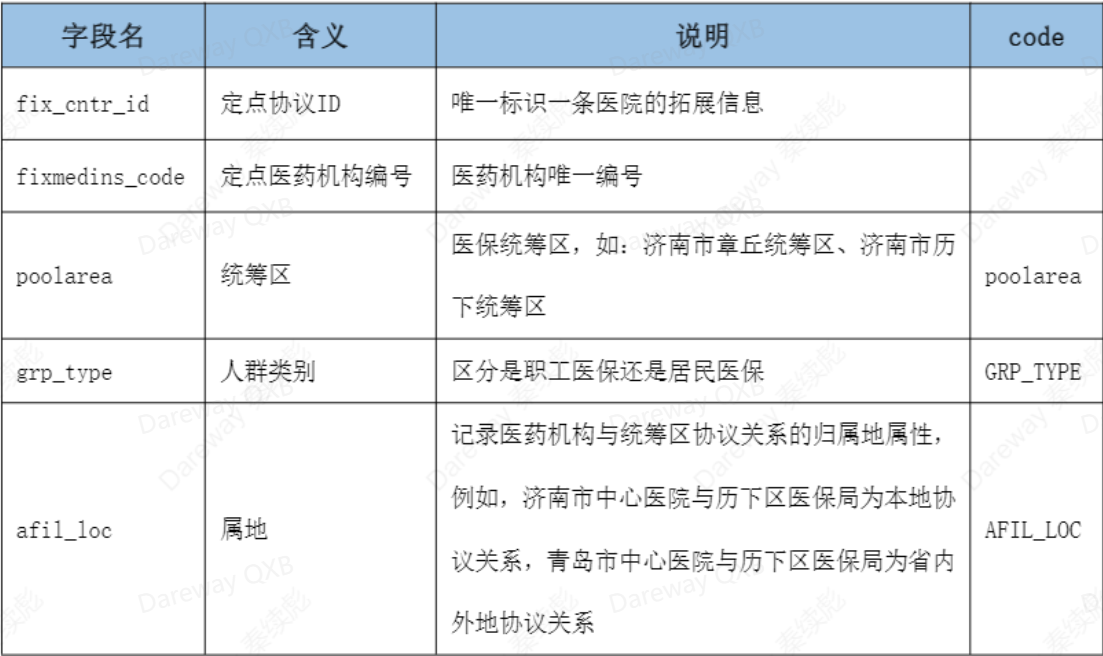 字段名 含义 说明 code
fix_cntr_id 定点协议ID 唯一标识一条医院的拓展信息
fixmedins_code 定点医药机构编号 医药机构唯一编号
poolarea 统筹区 医保统筹区，如：济南市章丘统筹区、济南市历
下统筹区 poolarea
grp_type 人群类别 区分是职工医保还是居民医保 GRP_TYPE
afil_loc 属地 记录医药机构与统筹区协议关系的归属地属性，
例如，济南市中心医院与历下区医保局为本地协
议关系，青岛市中心医院与历下区医保局为省内
外地协议关系 AFIL_LOC
Dareway QXB
Dareway 秦续彪